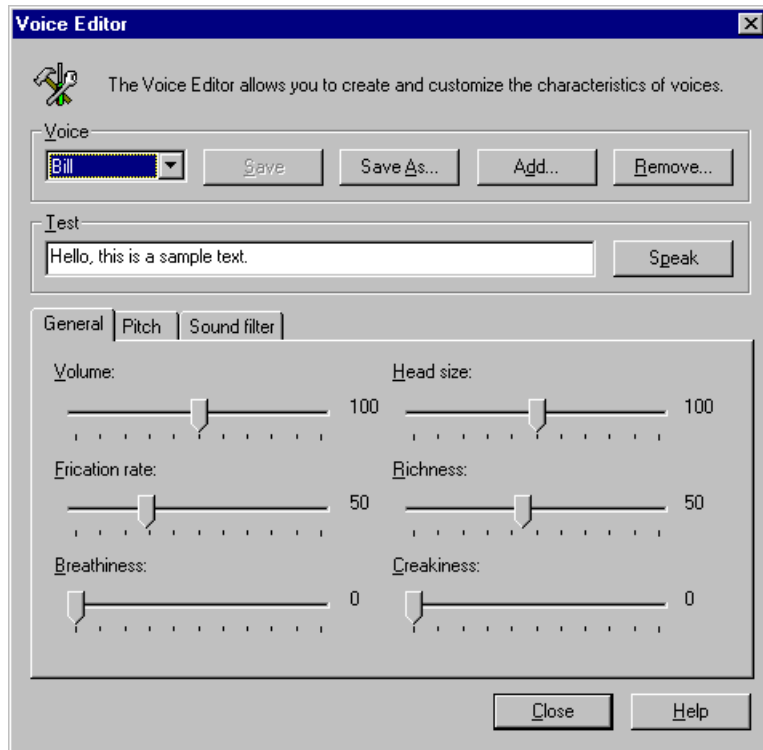 Voice Editor
The Voice Editor allows you to create and customize the characteristics of voices.
Voice
Bill Save Save As... Add... Remove...
Test
Hello, this is a sample text. Speak
General Pitch Sound filter
Volume: Head size:
100 100
Frication rate: Richness:
50 50
Breathiness: Creakiness:
0 0
Close Help